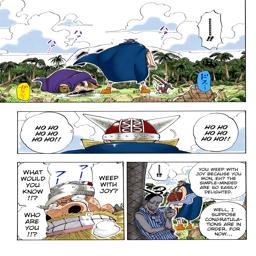 !!!!!
HO
HO
HO HO
HO HO!!
HO
HO
HO HO
HO HO!!
WHAT
WOULD
YOU
KNOW
!!?
WHO
ARE
YOU
!!?
WEEP
WITH
JOY?
YOU WEEP WITH
JOY BECAUSE YOU
WON, EH? THE
SIMPLE-MINDED
ARE SO EASILY
DELIGHTED.
WELL, I
SUPPOSE
CONGRATULA-
TIONS ARE
IN ORDER,
FOR
NOW...